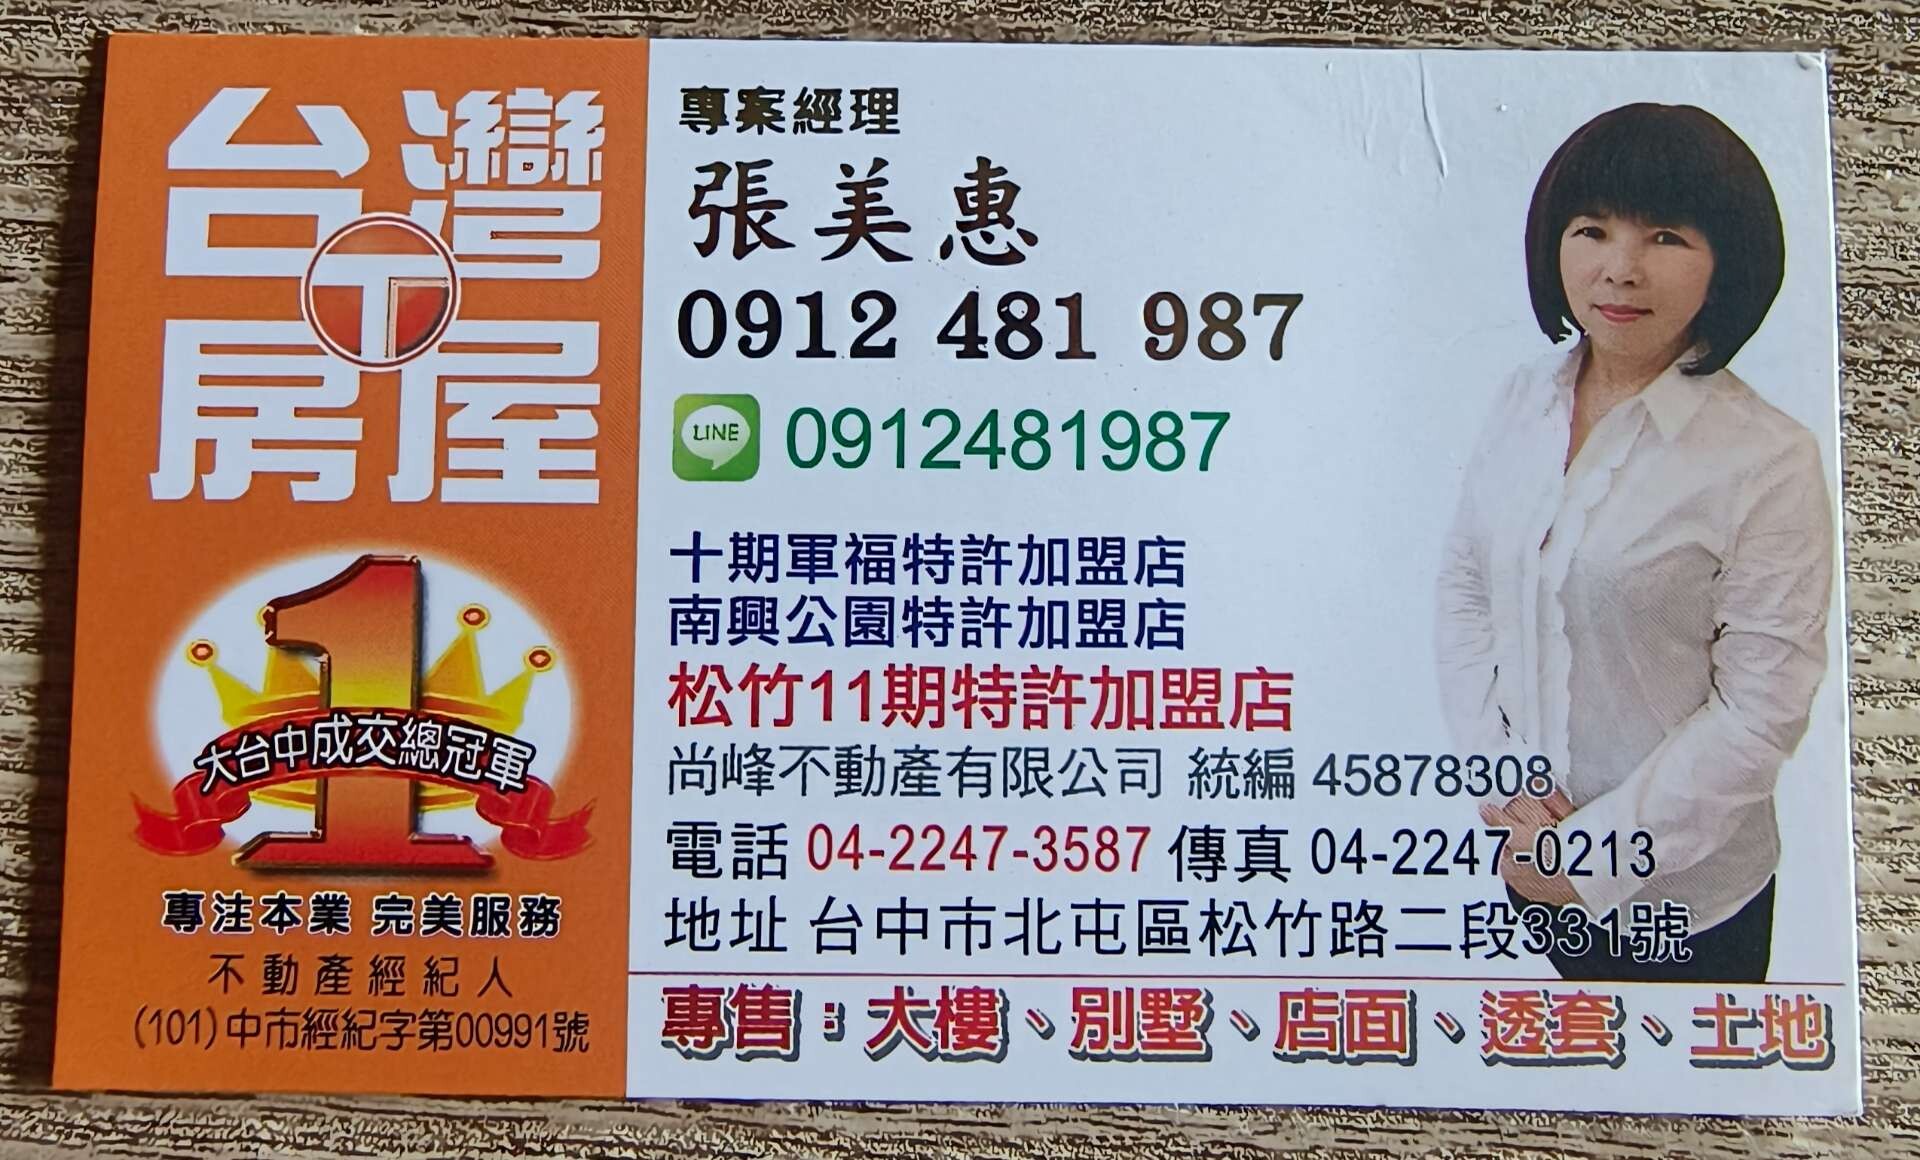 台灣
房屋
1
大台中成交總冠軍
專注本業 完美服務
不動產經紀人
(101)中市經紀字第00991號
專案經理
張美惠
0912 481 987
LINE 0912481987
十期軍福特許加盟店
南興公園特許加盟店
松竹11期特許加盟店
尚峰不動產有限公司 統編 45878308
電話 04-2247-3587 傳真 04-2247-0213
地址 台中市北屯區松竹路二段331號
專售：大樓、別墅、店面、透套、土地